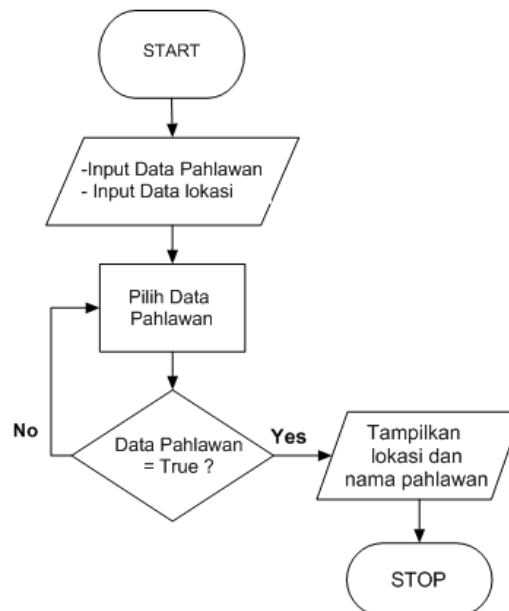 START
-Input Data Pahlawan
- Input Data lokasi
Pilih Data
Pahlawan
No
Data Pahlawan
= True ?
Yes
Tampilkan
lokasi dan
nama pahlawan
STOP